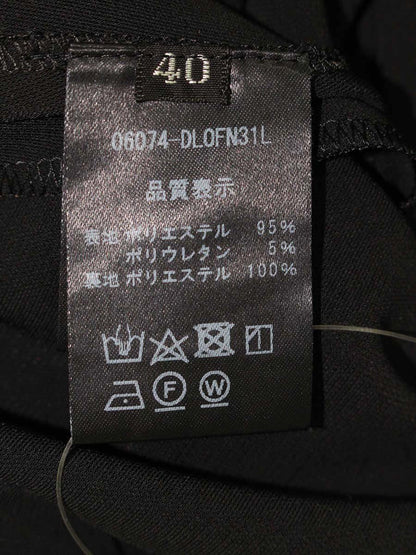 40
06074-DL0FN31L
品質表示
表地 ポリエステル 95%
ポリウレタン 5%
裏地 ポリエステル 100%
F W